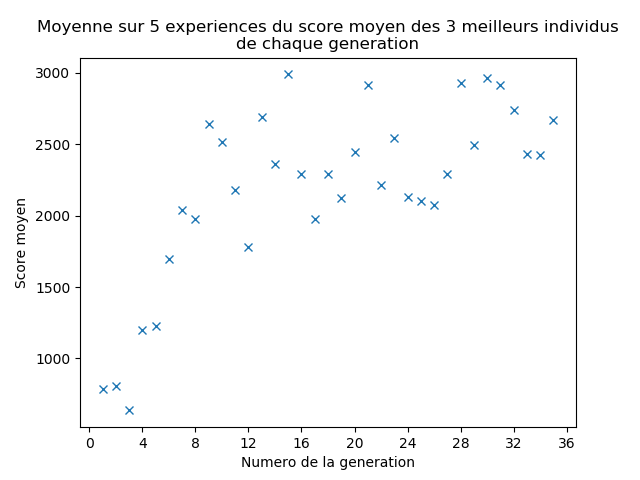 Moyenne sur 5 experiences du score moyen des 3 meilleurs individus
de chaque generation
3000
2500
2000
1500
1000
Score moyen
0 4 8 12 16 20 24 28 32 36
Numero de la generation